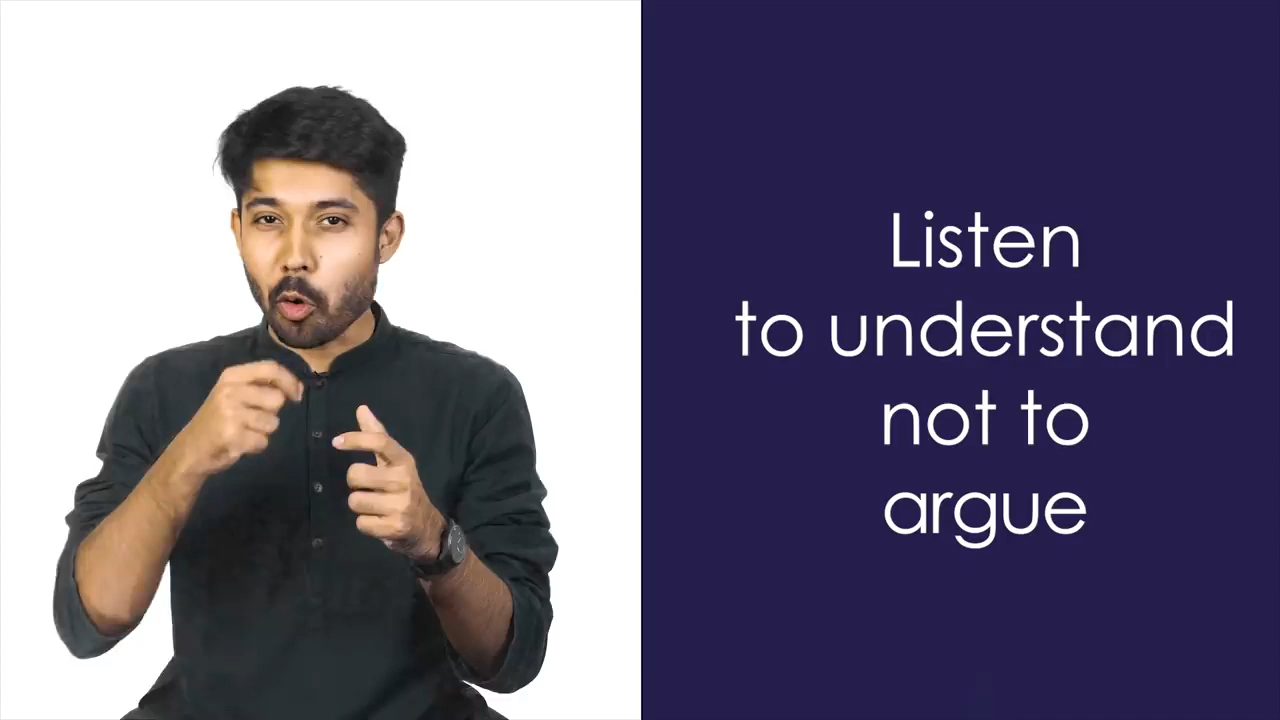 Listen
to understand
not to
argue